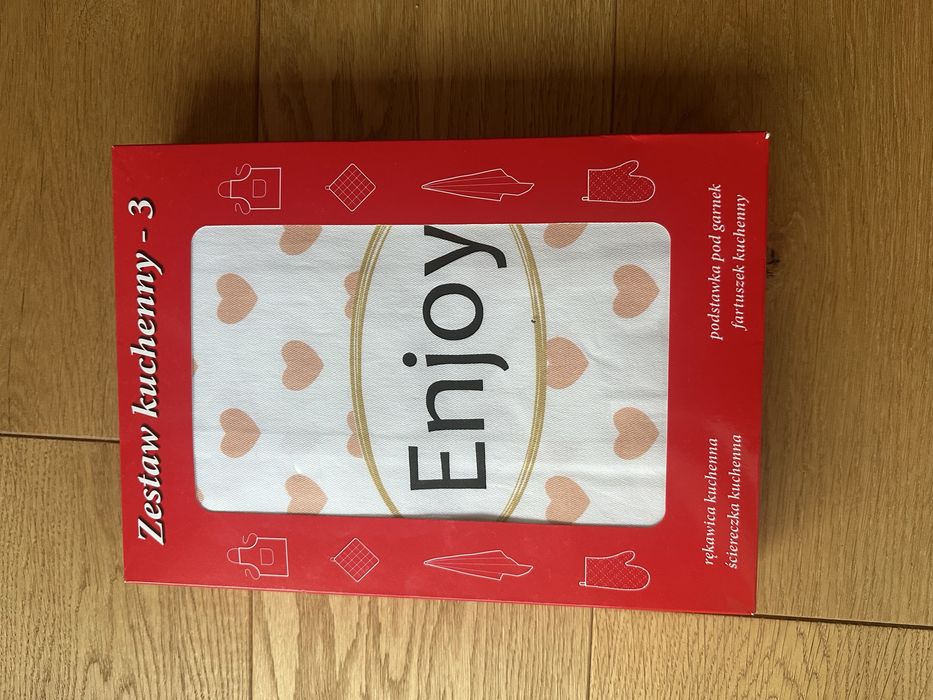 Zestaw kuchenny - 3
Enjoy
rękawica kuchenna
ściereczka kuchenna
podstawka pod garnek
fartuszek kuchenny